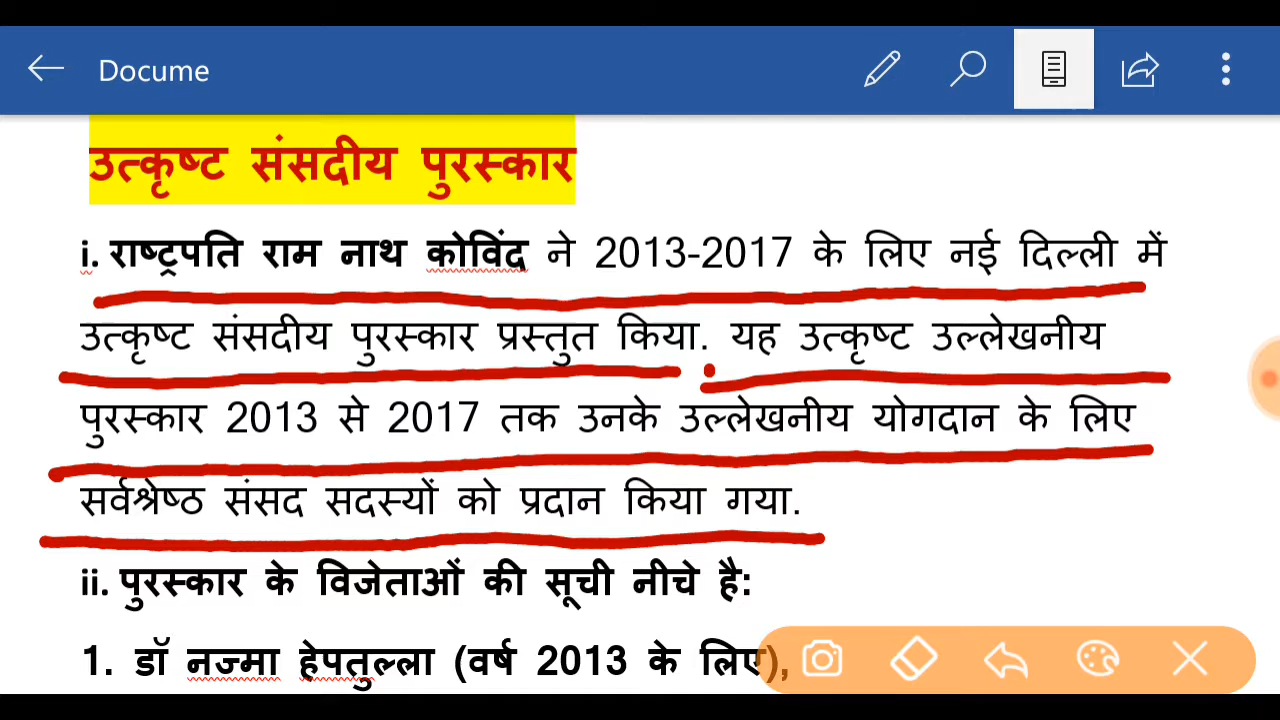 Docume
उत्कृष्ट संसदीय पुरस्कार
i. राष्ट्रपति राम नाथ कोविंद ने 2013-2017 के लिए नई दिल्ली में
उत्कृष्ट संसदीय पुरस्कार प्रस्तुत किया. यह उत्कृष्ट उल्लेखनीय
पुरस्कार 2013 से 2017 तक उनके उल्लेखनीय योगदान के लिए
सर्वश्रेष्ठ संसद सदस्यों को प्रदान किया गया.
ii. पुरस्कार के विजेताओं की सूची नीचे है:
1. डॉ नज्मा हेपतुल्ला (वर्ष 2013 के लिए),